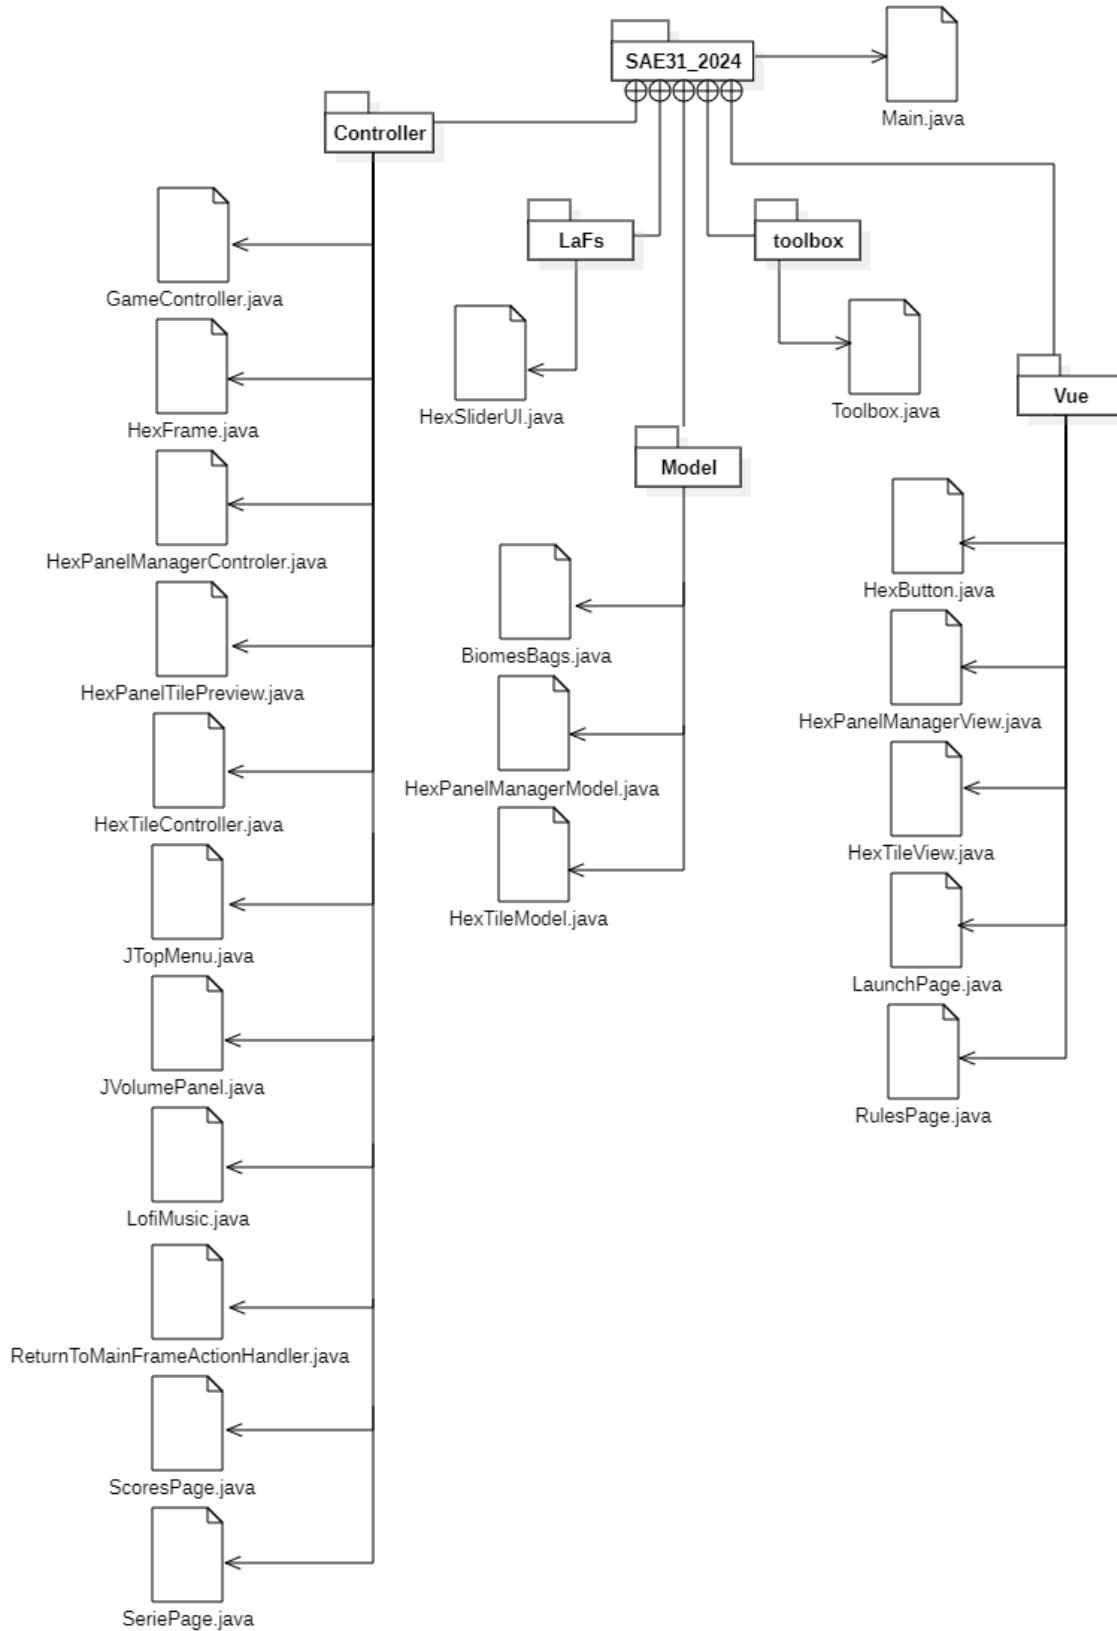 SAE31_2024
Main.java
Controller
LaFs
toolbox
GameController.java
HexFrame.java
HexPanelManagerControler.java
HexPanelTilePreview.java
HexTileController.java
JTopMenu.java
JVolumePanel.java
LofiMusic.java
ReturnToMainFrameActionHandler.java
ScoresPage.java
SeriePage.java
HexSliderUI.java
Toolbox.java
Model
BiomesBags.java
HexPanelManagerModel.java
HexTileModel.java
Vue
HexButton.java
HexPanelManagerView.java
HexTileView.java
LaunchPage.java
RulesPage.java